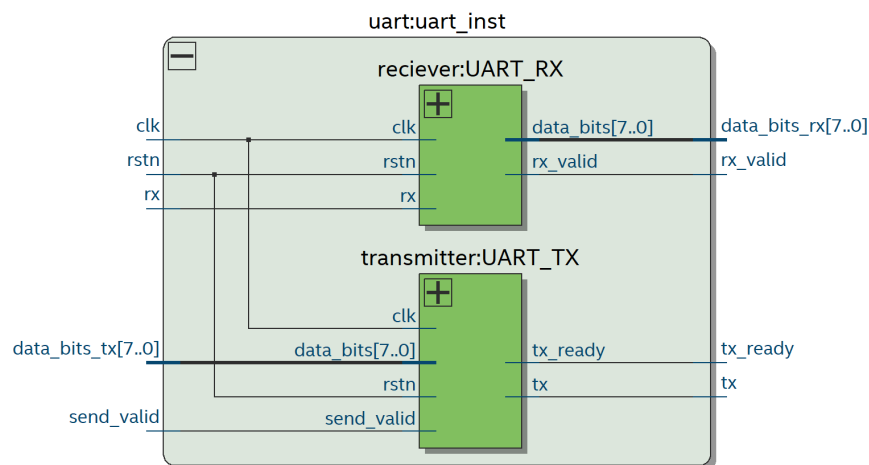 uart:uart_inst
reciever:UART_RX
clk clk data_bits[7..0] data_bits_rx[7..0]
rstn rstn rx_valid rx_valid
rx rx
transmitter:UART_TX
clk
data_bits_tx[7..0] data_bits[7..0] tx_ready tx_ready
rstn tx tx
send_valid send_valid